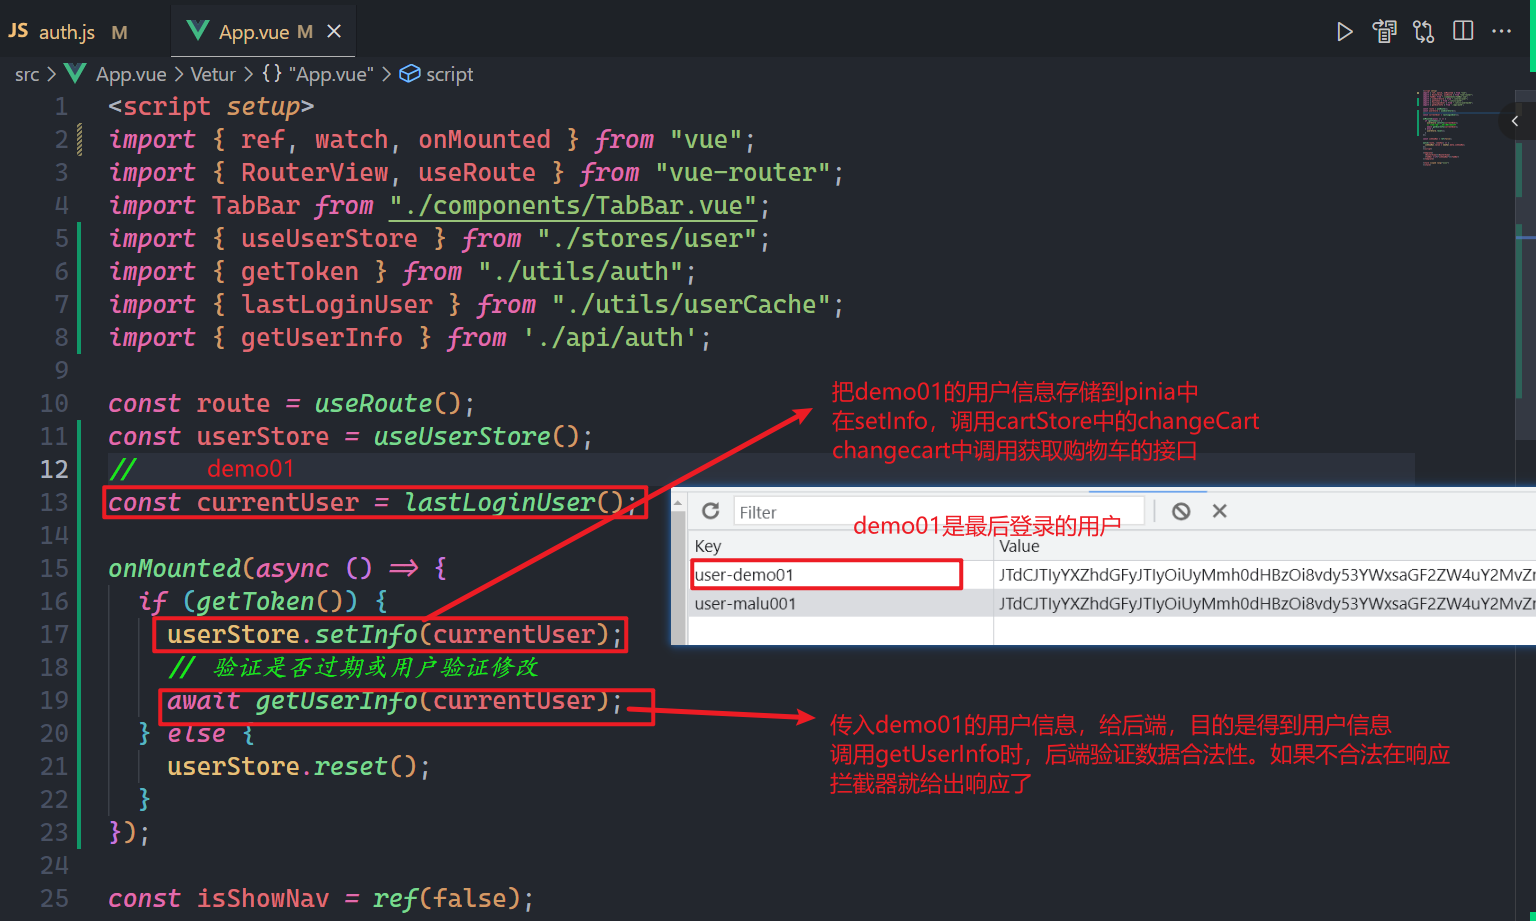 JS auth.js M
App.vue M
src > App.vue > Vetur > {} "App.vue" > script
1 <script setup>
2 import { ref, watch, onMounted } from "vue";
3 import { RouterView, useRoute } from "vue-router";
4 import TabBar from "./components/TabBar.vue";
5 import { useUserStore } from "./stores/user";
6 import { getToken } from "./utils/auth";
7 import { lastLoginUser } from "./utils/userCache";
8 import { getUserInfo } from './api/auth';
9
10 const route = useRoute();
11 const userStore = useUserStore();
12 //
demo01
13 const currentUser = lastLoginUser();
14
15 onMounted(async () => {
16 if (getToken()) {
17 userStore.setInfo(currentUser);
18 // 验证是否过期或用户验证修改
19 await getUserInfo(currentUser);
20 } else {
21 userStore.reset();
22 }
23 });
24
25 const isShowNav = ref(false);
把demo01的用户信息存储到pinia中
在setInfo，调用cartStore中的changeCart
changecart中调用获取购物车的接口
Filter
demo01是最后登录的用户
Key Value
user-demo01 JTdCJTIyYXZhdGFyJTIyOiUyMmh0dHBzOi8vdy53YWxsaGF2ZW4uY2MvZn
user-malu001 JTdCJTIyYXZhdGFyJTIyOiUyMmh0dHBzOi8vdy53YWxsaGF2ZW4uY2MvZn
传入demo01的用户信息，给后端，目的是得到用户信息
调用getUserInfo时，后端验证数据合法性。如果不合法在响应
拦截器就给出响应了